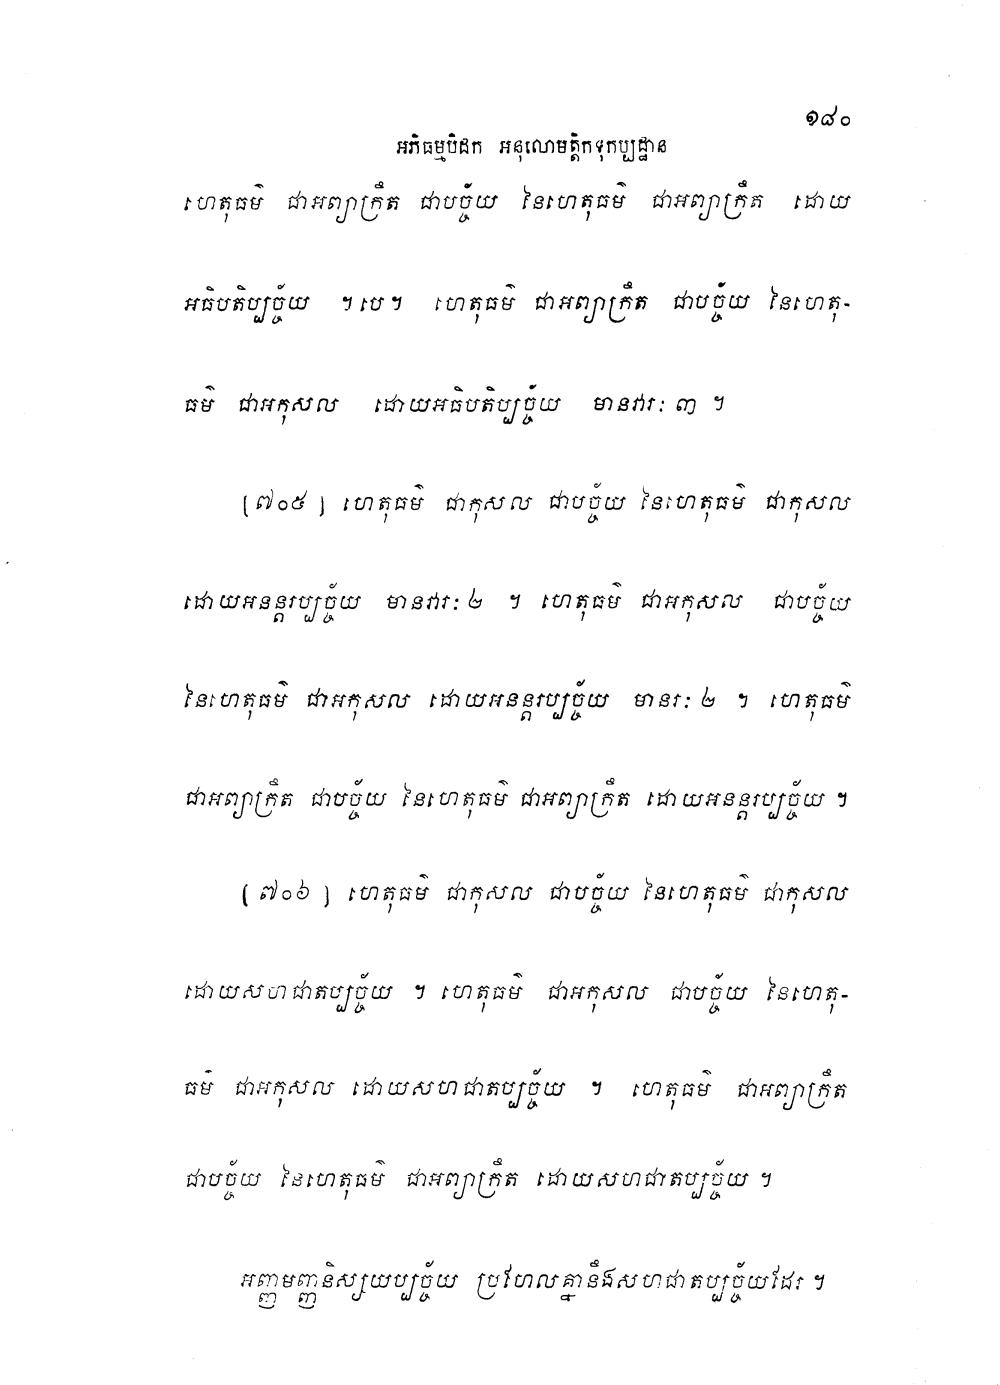 ១៨០
អភិធម្មបិដក អនុលោមត្តិកទុកប្បដ្ឋាន
ហេតុធម៌ ជាអព្យាក្រឹត ជាបច្ច័យ នៃហេតុធម៌ ជាអព្យាក្រឹត ដោយ
អធិបតិប្បច្ច័យ ។ បេ ។ ហេតុធម៌ ជាអព្យាក្រឹត ជាបច្ច័យ នៃហេតុ-
ធម៌ ជាអកុសល ដោយអធិបតិប្បច្ច័យ មានវារៈ ៣ ។
[៧០៥] ហេតុធម៌ ជាកុសល ជាបច្ច័យ នៃហេតុធម៌ ជាកុសល
ដោយអនន្តរប្បច្ច័យ មានវារៈ ២ ។ ហេតុធម៌ ជាអកុសល ជាបច្ច័យ
នៃហេតុធម៌ ជាអកុសល ដោយអនន្តរប្បច្ច័យ មានរៈ ២ ។ ហេតុធម៌
ជាអព្យាក្រឹត ជាបច្ច័យ នៃហេតុធម៌ ជាអព្យាក្រឹត ដោយអនន្តរប្បច្ច័យ ។
[៧០៦] ហេតុធម៌ ជាកុសល ជាបច្ច័យ នៃហេតុធម៌ ជាកុសល
ដោយសហជាតប្បច្ច័យ ។ ហេតុធម៌ ជាអកុសល ជាបច្ច័យ នៃហេតុ-
ធម៌ ជាអកុសល ដោយសហជាតប្បច្ច័យ ។ ហេតុធម៌ ជាអព្យាក្រឹត
ជាបច្ច័យ នៃហេតុធម៌ ជាអព្យាក្រឹត ដោយសហជាតប្បច្ច័យ ។
អញ្ញមញ្ញនិស្សយប្បច្ច័យ ប្រហែលគ្នានឹងសហជាតប្បច្ច័យដែរ ។